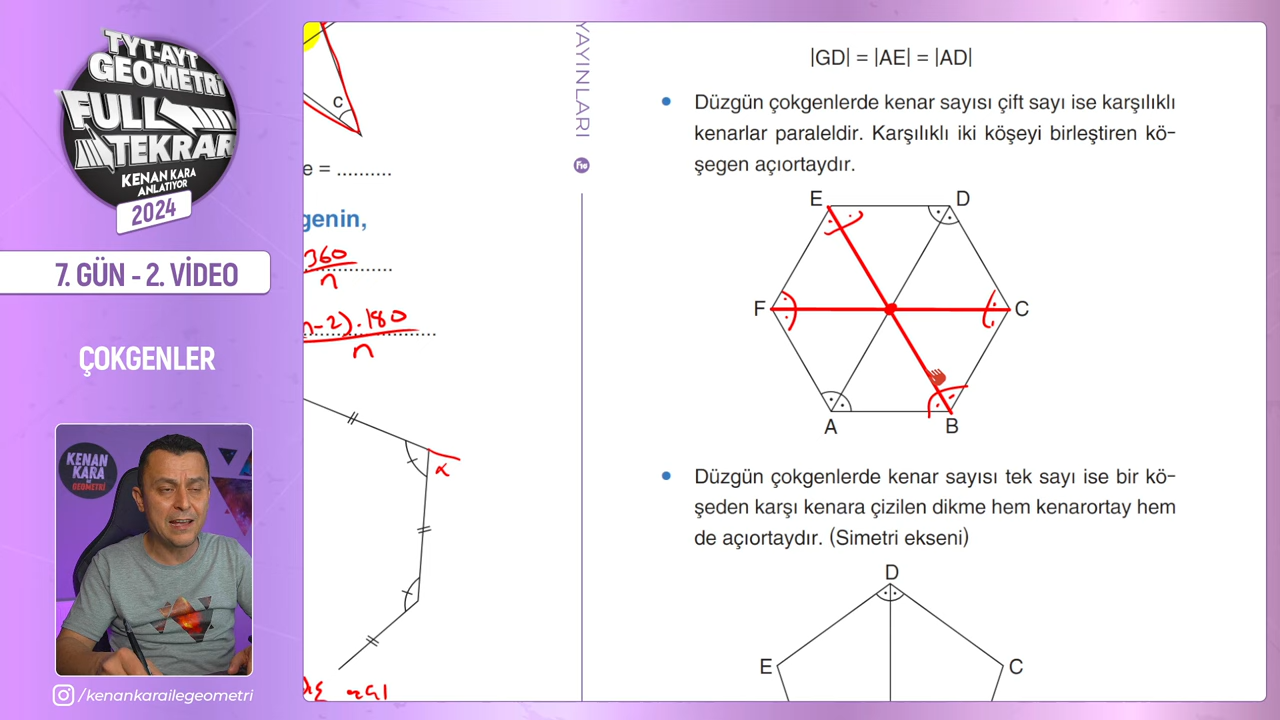 TYT-AYT
GEOMETRİ
FULL
TEKRAR
KENAN KARA
ANLATIYOR
2024
7. GÜN - 2. VİDEO
ÇOKGENLER
KENAN
KARA
ile
GEOMETRİ
/kenankarailegeometri
c
e = ..........
genin,
360
n
-2).180
n
α
YAYINLARI
|GD| = |AE| = |AD|
• Düzgün çokgenlerde kenar sayısı çift sayı ise karşılıklı
kenarlar paraleldir. Karşılıklı iki köşeyi birleştiren kö-
şegen açıortaydır.
E D
F C
A B
• Düzgün çokgenlerde kenar sayısı tek sayı ise bir kö-
şeden karşı kenara çizilen dikme hem kenarortay hem
de açıortaydır. (Simetri ekseni)
D
E C